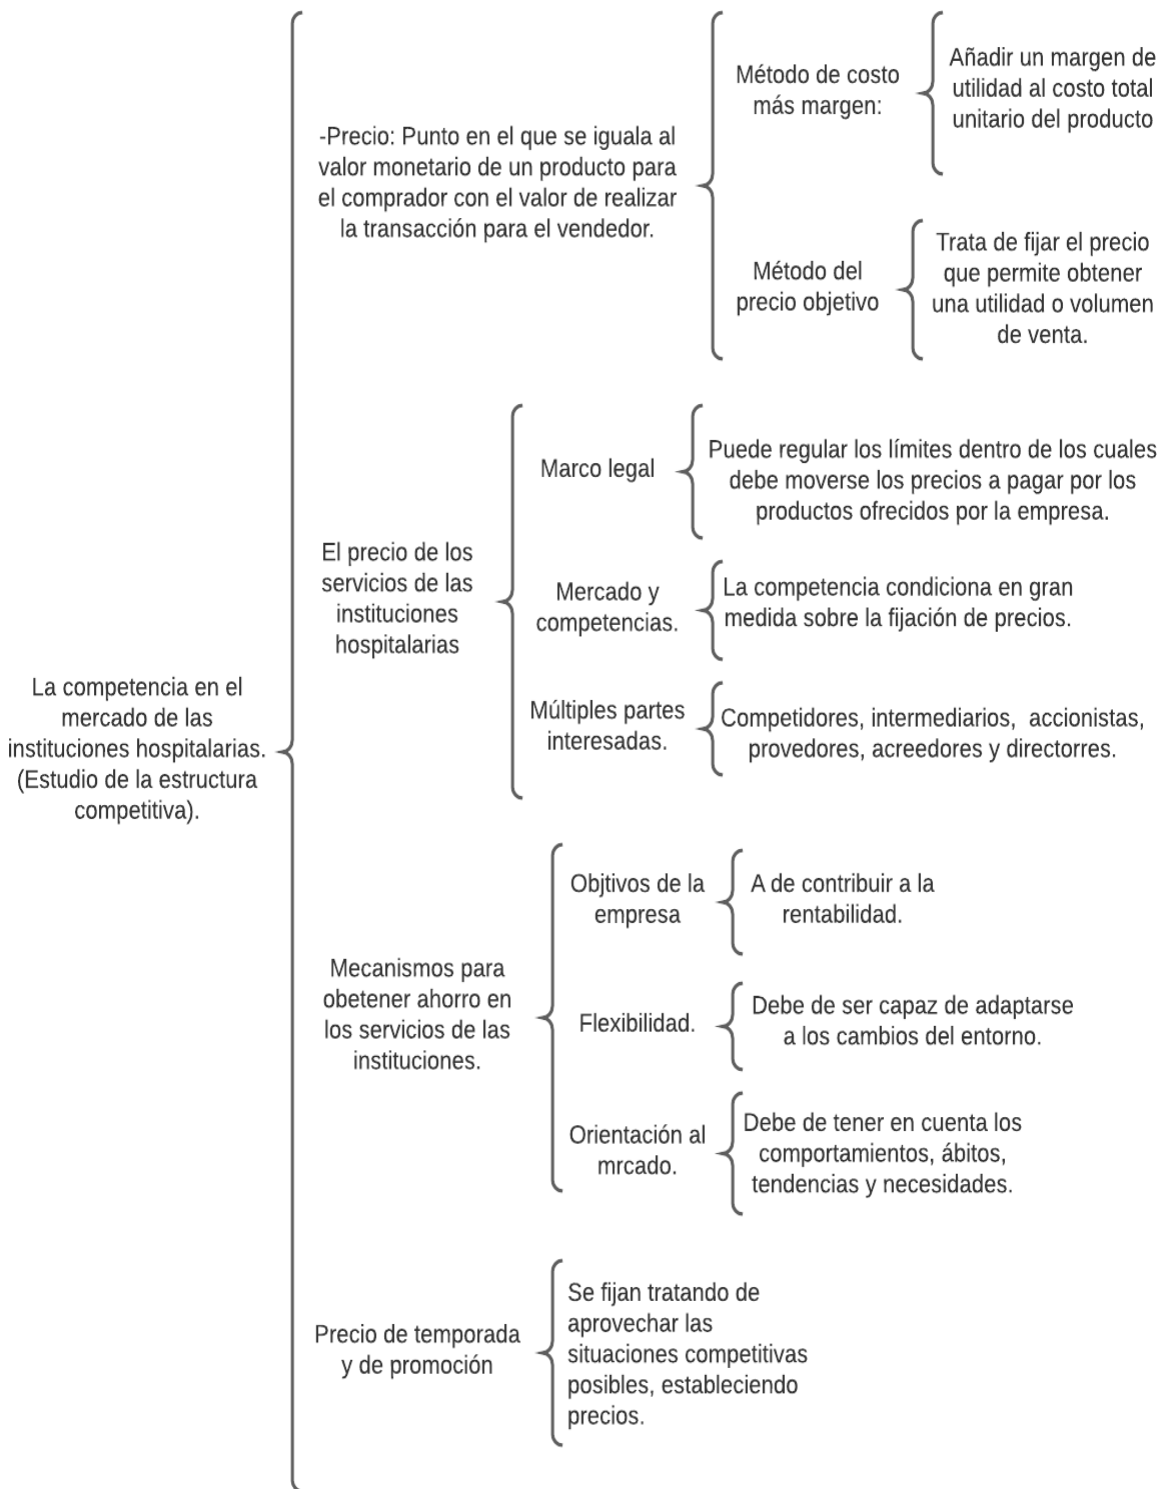 La competencia en el
mercado de las
instituciones hospitalarias.
(Estudio de la estructura
competitiva).
-Precio: Punto en el que se iguala al
valor monetario de un producto para
el comprador con el valor de realizar
la transacción para el vendedor.
Método de costo
más margen:
Añadir un margen de
utilidad al costo total
unitario del producto
Método del
precio objetivo
Trata de fijar el precio
que permite obtener
una utilidad o volumen
de venta.
El precio de los
servicios de las
instituciones
hospitalarias
Marco legal
Puede regular los límites dentro de los cuales
debe moverse los precios a pagar por los
productos ofrecidos por la empresa.
Mercado y
competencias.
La competencia condiciona en gran
medida sobre la fijación de precios.
Múltiples partes
interesadas.
Competidores, intermediarios,  accionistas,
provedores, acreedores y directorres.
Mecanismos para
obetener ahorro en
los servicios de las
instituciones.
Objtivos de la
empresa
A de contribuir a la
rentabilidad.
Flexibilidad.
Debe de ser capaz de adaptarse
a los cambios del entorno.
Orientación al
mrcado.
Debe de tener en cuenta los
comportamientos, ábitos,
tendencias y necesidades.
Precio de temporada
y de promoción
Se fijan tratando de
aprovechar las
situaciones competitivas
posibles, estableciendo
precios.